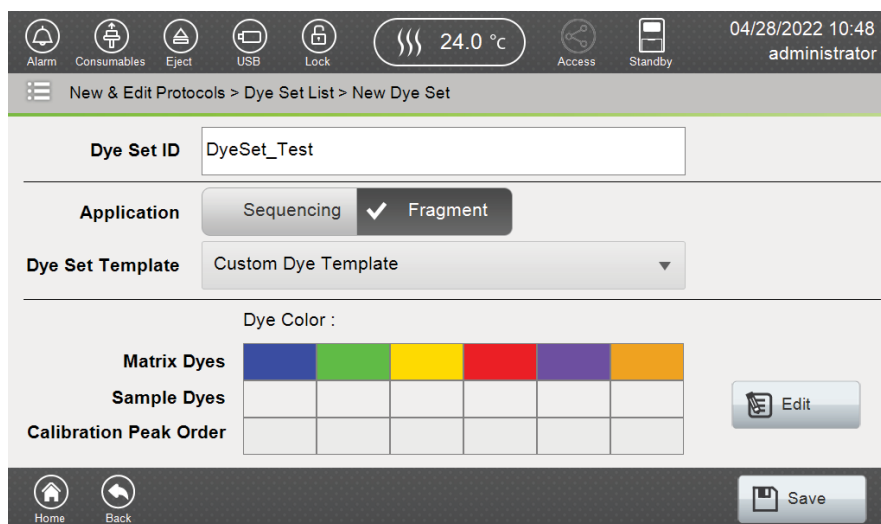 Alarm Consumables Eject USB Lock 24.0 °c Access Standby 04/28/2022 10:48
administrator
New & Edit Protocols > Dye Set List > New Dye Set
Dye Set ID DyeSet_Test
Application Sequencing Fragment
Dye Set Template Custom Dye Template
Dye Color :
Matrix Dyes
Sample Dyes
Edit
Calibration Peak Order
Home Back Save